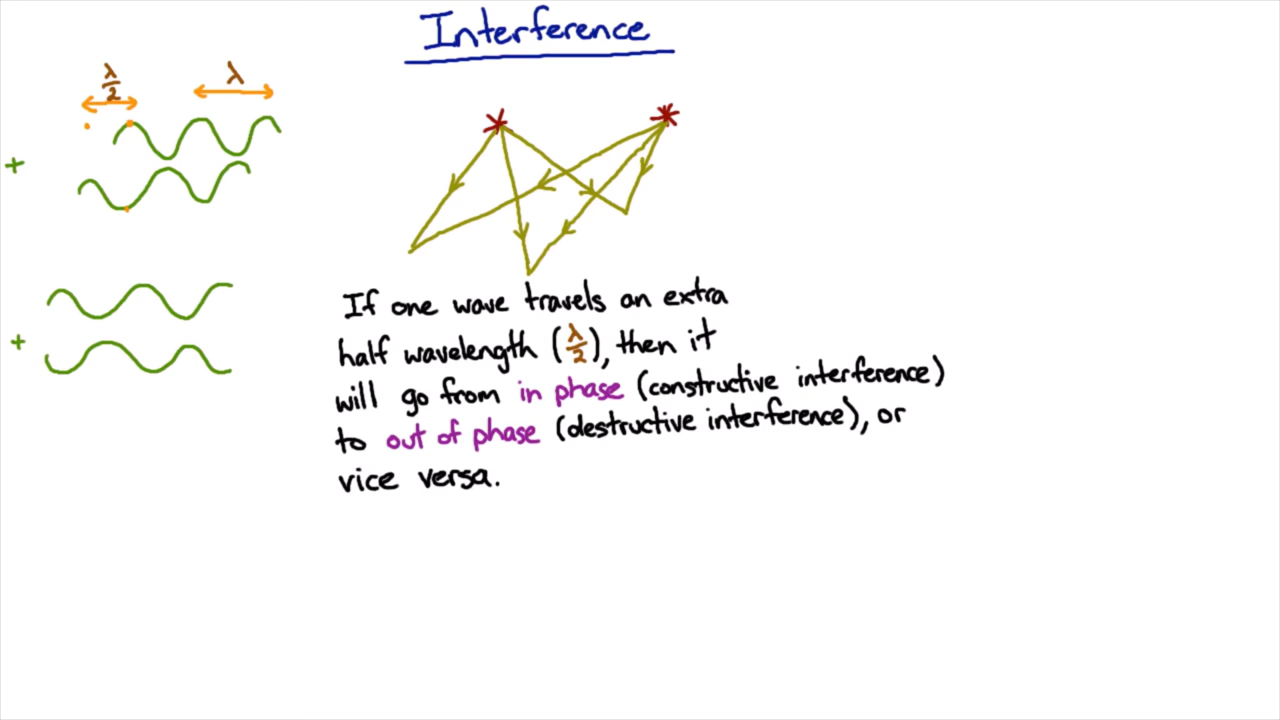 Interference
λ/2
λ
+
+
If one wave travels an extra
half wavelength (λ/2), then it
will go from in phase (constructive interference)
to out of phase (destructive interference), or
vice versa.